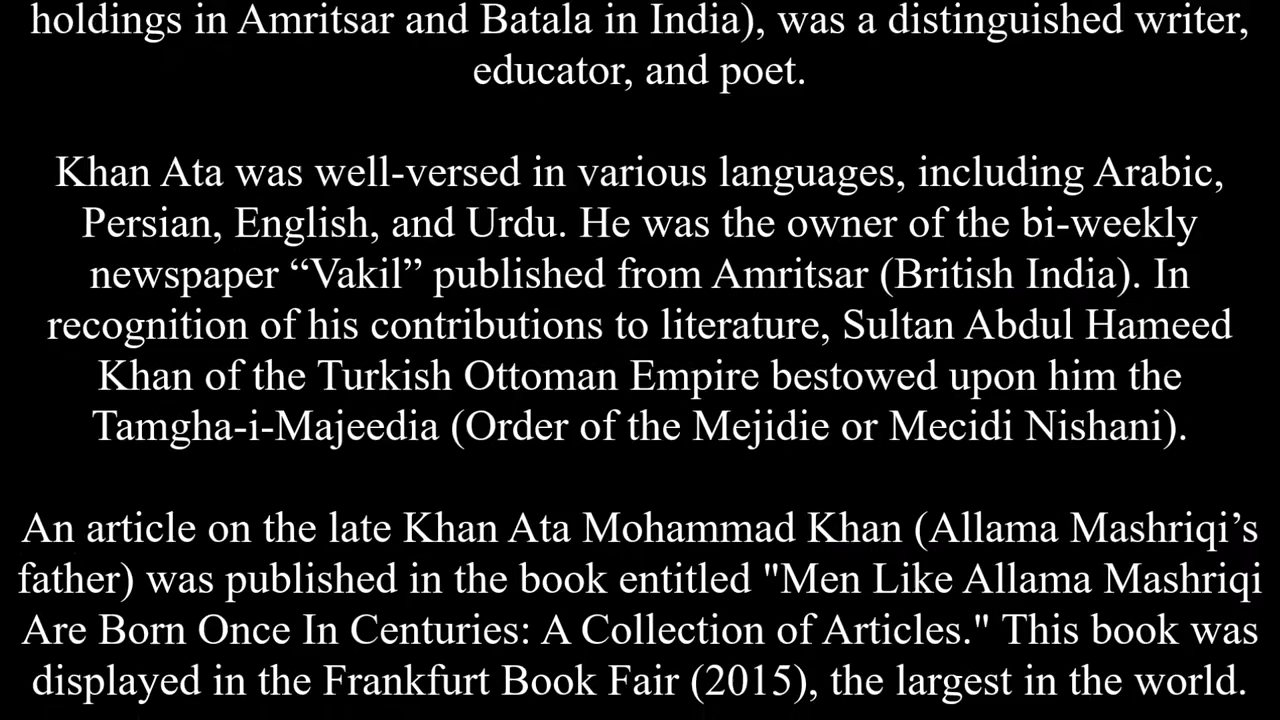 holdings in Amritsar and Batala in India), was a distinguished writer,
educator, and poet.
Khan Ata was well-versed in various languages, including Arabic,
Persian, English, and Urdu. He was the owner of the bi-weekly
newspaper “Vakil” published from Amritsar (British India). In
recognition of his contributions to literature, Sultan Abdul Hameed
Khan of the Turkish Ottoman Empire bestowed upon him the
Tamgha-i-Majeedia (Order of the Mejidie or Mecidi Nishani).
An article on the late Khan Ata Mohammad Khan (Allama Mashriqi’s
father) was published in the book entitled "Men Like Allama Mashriqi
Are Born Once In Centuries: A Collection of Articles." This book was
displayed in the Frankfurt Book Fair (2015), the largest in the world.